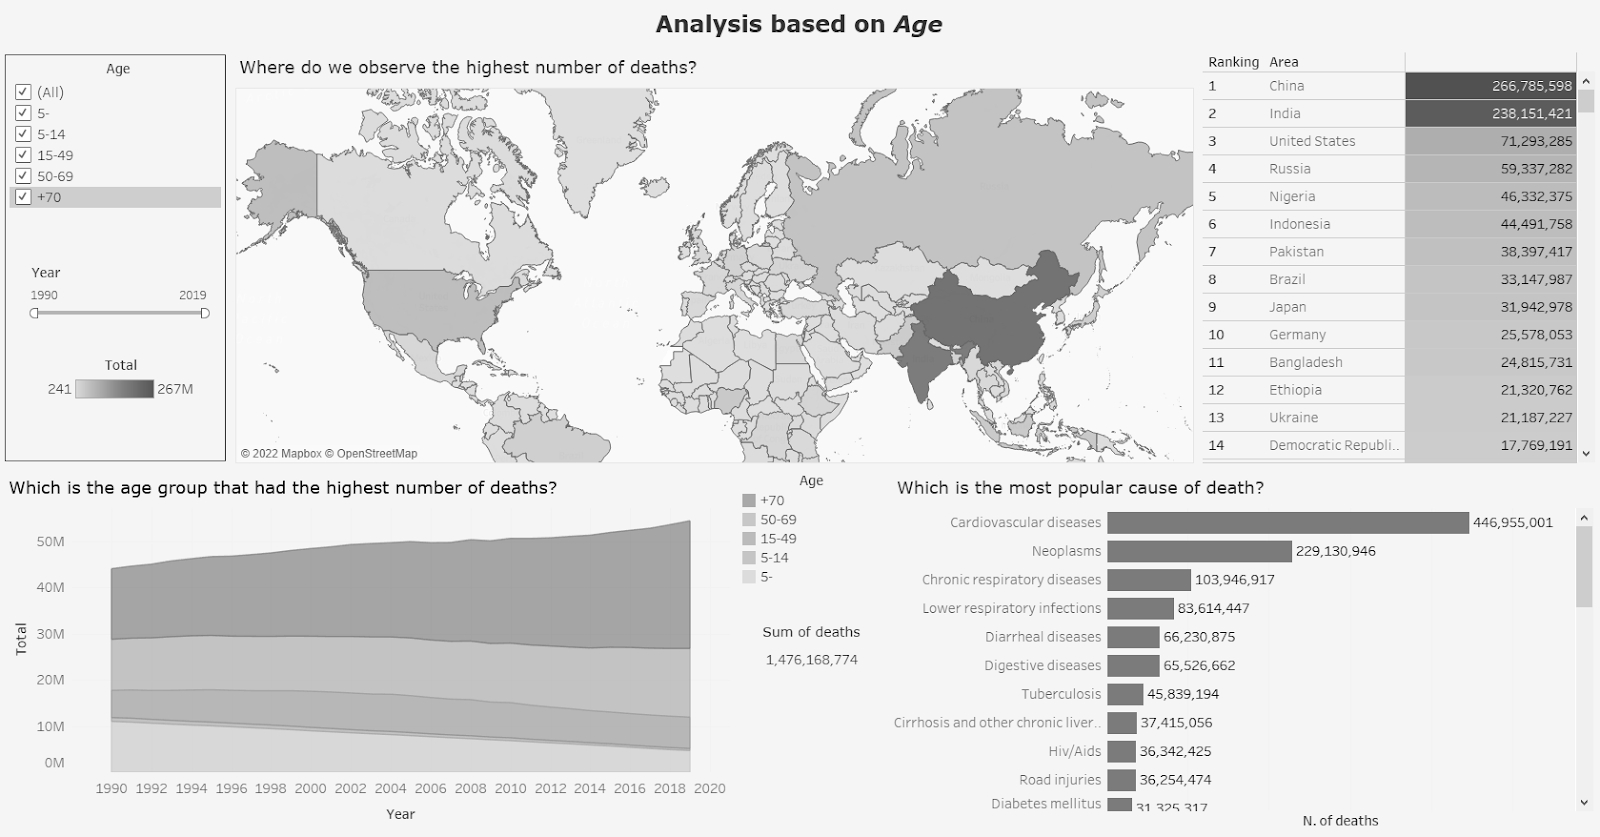 Analysis based on Age
Age
(All)
5-
5-14
15-49
50-69
+70
Year
1990 2019
Total
241 267M
Where do we observe the highest number of deaths?
© 2022 Mapbox © OpenStreetMap
Ranking Area
1 China 266,785,598
2 India 238,151,421
3 United States 71,293,285
4 Russia 59,337,282
5 Nigeria 46,332,375
6 Indonesia 44,491,758
7 Pakistan 38,397,417
8 Brazil 33,147,987
9 Japan 31,942,978
10 Germany 25,578,053
11 Bangladesh 24,815,731
12 Ethiopia 21,320,762
13 Ukraine 21,187,227
14 Democratic Republi.. 17,769,191
Which is the age group that had the highest number of deaths?
Total
50M
40M
30M
20M
10M
0M
1990 1992 1994 1996 1998 2000 2002 2004 2006 2008 2010 2012 2014 2016 2018 2020
Year
Age
+70
50-69
15-49
5-14
5-
Sum of deaths
1,476,168,774
Which is the most popular cause of death?
Cardiovascular diseases 446,955,001
Neoplasms 229,130,946
Chronic respiratory diseases 103,946,917
Lower respiratory infections 83,614,447
Diarrheal diseases 66,230,875
Digestive diseases 65,526,662
Tuberculosis 45,839,194
Cirrhosis and other chronic liver.. 37,415,056
Hiv/Aids 36,342,425
Road injuries 36,254,474
Diabetes mellitus 31,325,317
N. of deaths